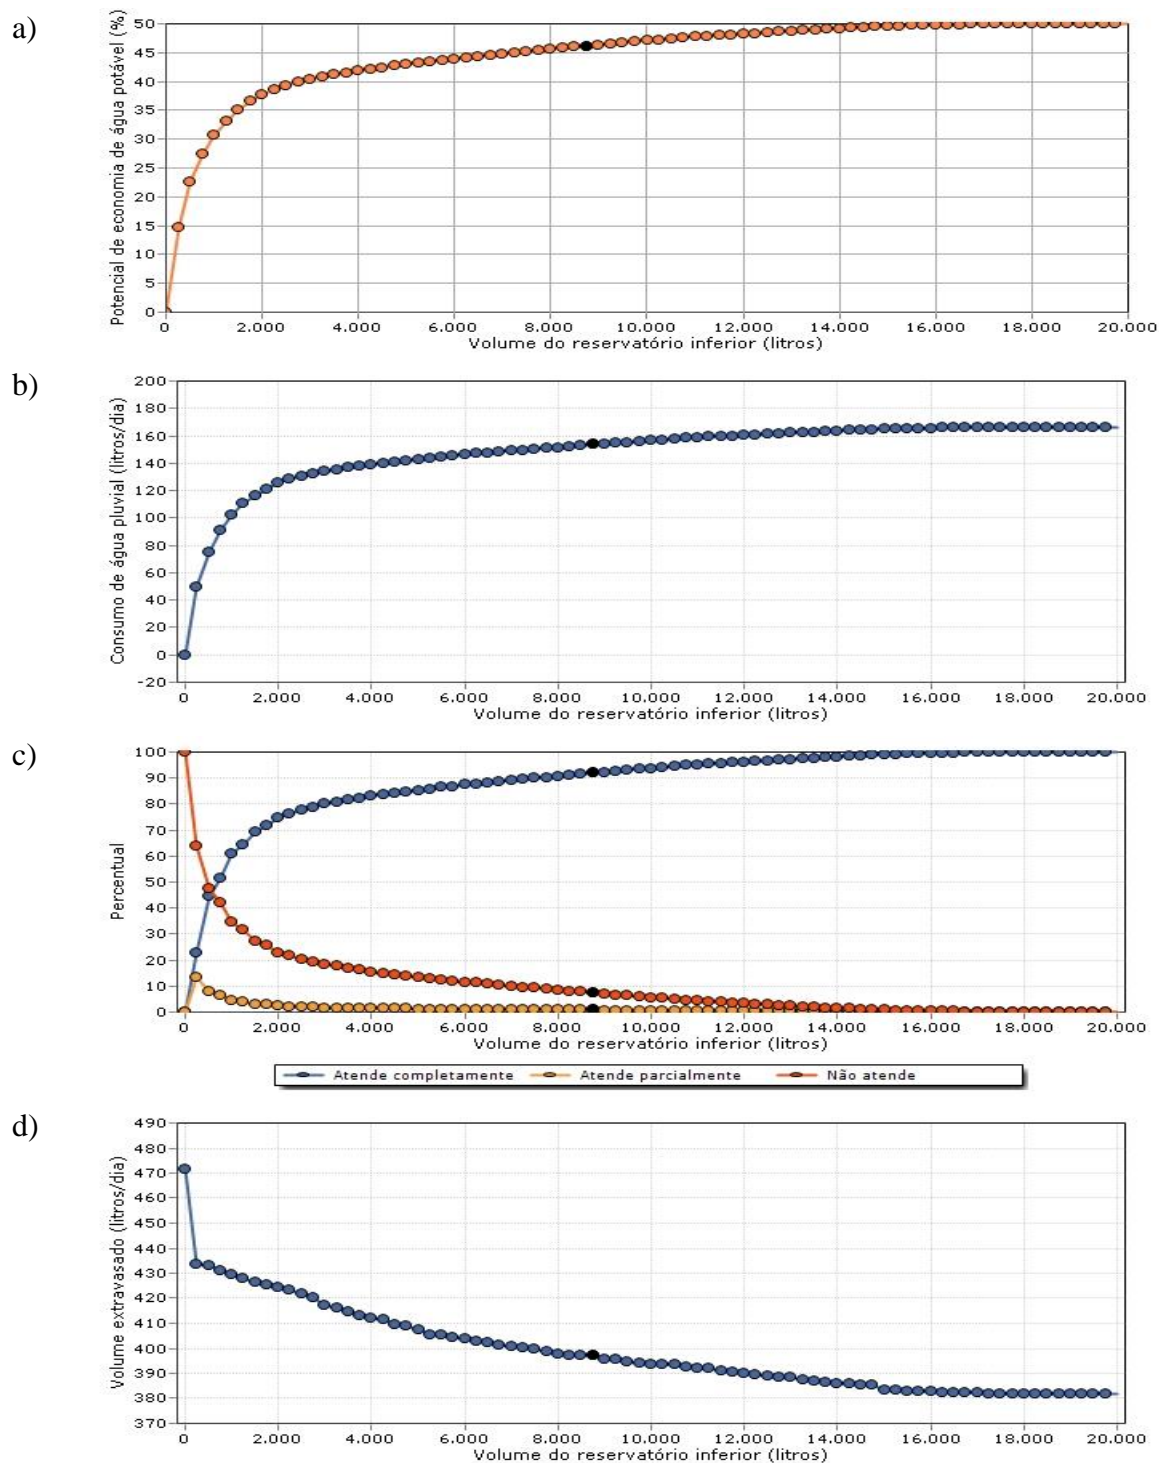 a)
Potencial de economia de água potável (%)
50
45
40
35
30
25
20
15
10
5
0
0 2.000 4.000 6.000 8.000 10.000 12.000 14.000 16.000 18.000 20.000
Volume do reservatório inferior (litros)
b)
Consumo de água pluvial (litros/dia)
200
180
160
140
120
100
80
60
40
20
0
-20
0 2.000 4.000 6.000 8.000 10.000 12.000 14.000 16.000 18.000 20.000
Volume do reservatório inferior (litros)
c)
Percentual
100
90
80
70
60
50
40
30
20
10
0
0 2.000 4.000 6.000 8.000 10.000 12.000 14.000 16.000 18.000 20.000
Volume do reservatório inferior (litros)
Atende completamente Atende parcialmente Não atende
d)
Volume extravasado (litros/dia)
490
480
470
460
450
440
430
420
410
400
390
380
370
0 2.000 4.000 6.000 8.000 10.000 12.000 14.000 16.000 18.000 20.000
Volume do reservatório inferior (litros)